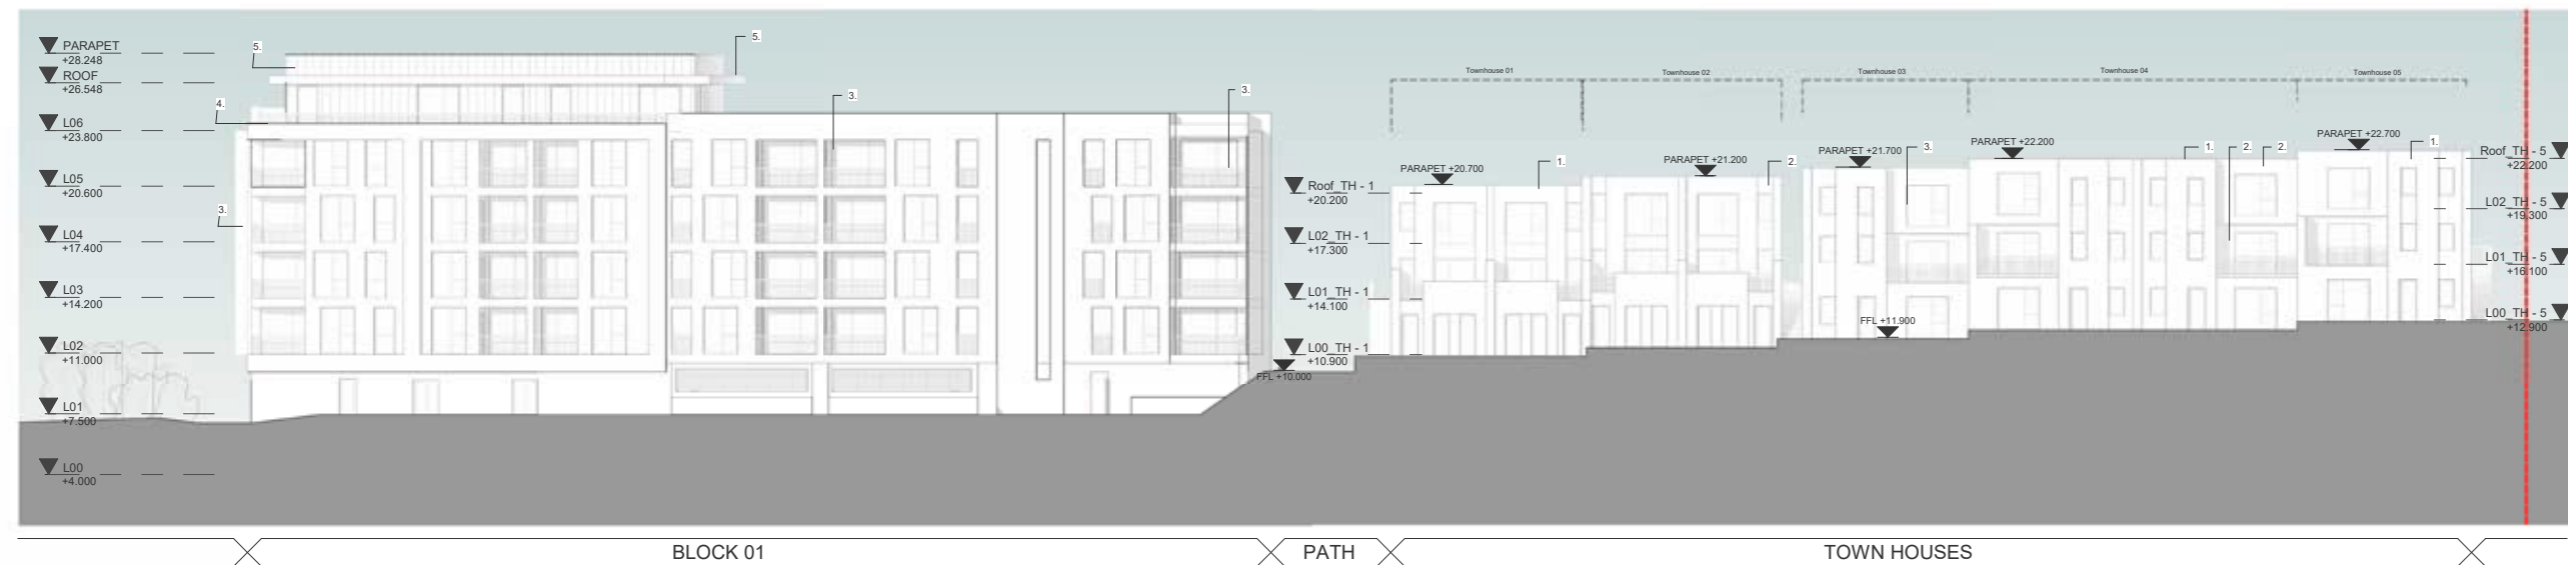 PARAPET
+28.248
ROOF
+26.548
L06
+23.800
L05
+20.600
L04
+17.400
L03
+14.200
L02
+11.000
L01
+7.500
L00
+4.000
5.
4.
3.
5.
3.
3.
Roof_TH - 1
+20.200
L02_TH - 1
+17.300
L01_TH - 1
+14.100
L00_TH - 1
+10.900
FFL +10.000
Townhouse 01
Townhouse 02
Townhouse 03
Townhouse 04
Townhouse 05
PARAPET +20.700
1.
PARAPET +21.200
2.
PARAPET +21.700
3.
FFL +11.900
PARAPET +22.200
1.
2.
2.
PARAPET +22.700
1.
Roof_TH - 5
+22.200
L02_TH - 5
+19.300
L01_TH - 5
+16.100
L00_TH - 5
+12.900
BLOCK 01
PATH
TOWN HOUSES